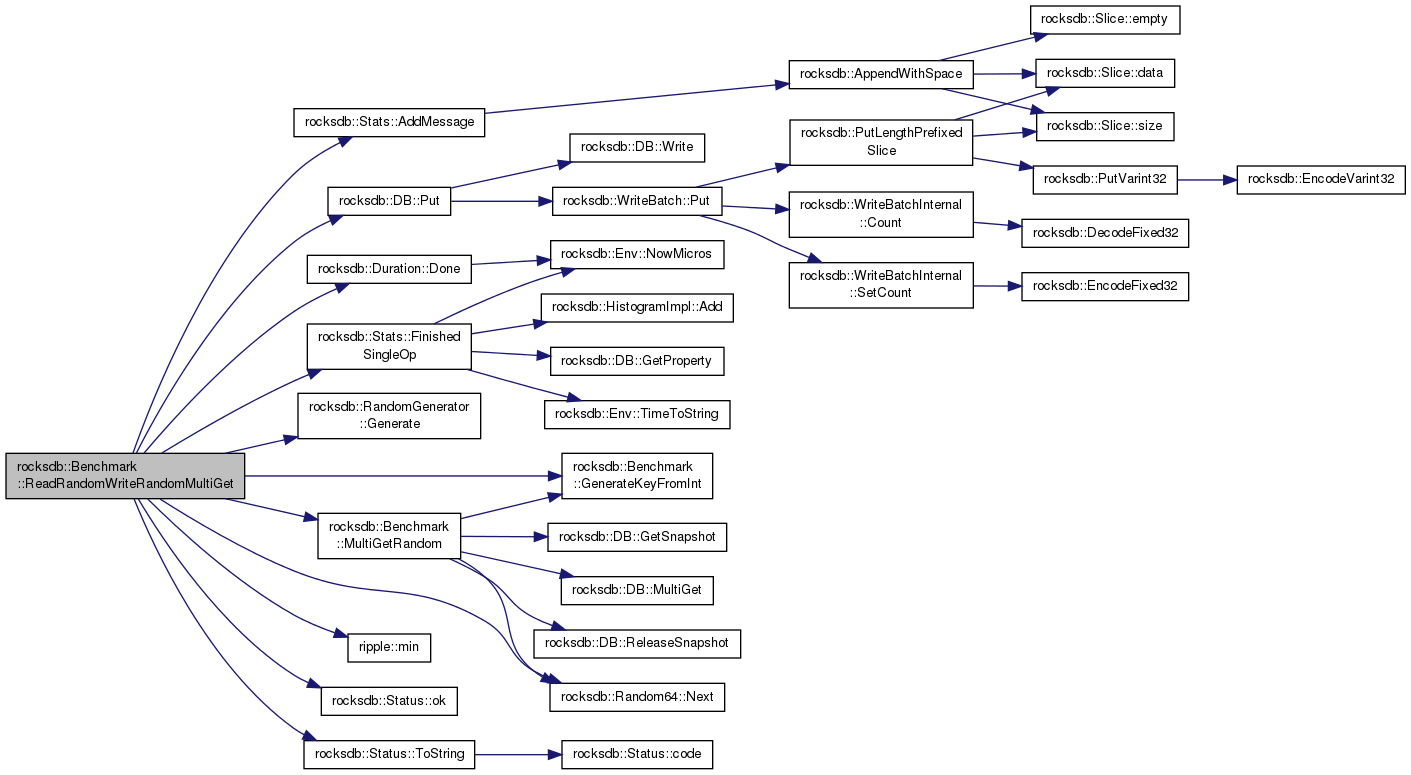 rocksdb::Slice::empty
rocksdb::AppendWithSpace
rocksdb::Slice::data
rocksdb::Stats::AddMessage
rocksdb::Slice::size
rocksdb::PutLengthPrefixed
Slice
rocksdb::DB::Write
rocksdb::PutVarint32
rocksdb::EncodeVarint32
rocksdb::DB::Put
rocksdb::WriteBatch::Put
rocksdb::WriteBatchInternal
::Count
rocksdb::DecodeFixed32
rocksdb::Env::NowMicros
rocksdb::Duration::Done
rocksdb::WriteBatchInternal
::SetCount
rocksdb::EncodeFixed32
rocksdb::HistogramImpl::Add
rocksdb::Stats::Finished
SingleOp
rocksdb::DB::GetProperty
rocksdb::RandomGenerator
::Generate
rocksdb::Env::TimeToString
rocksdb::Benchmark
::ReadRandomWriteRandomMultiGet
rocksdb::Benchmark
::GenerateKeyFromInt
rocksdb::Benchmark
::MultiGetRandom
rocksdb::DB::GetSnapshot
rocksdb::DB::MultiGet
ripple::min
rocksdb::DB::ReleaseSnapshot
rocksdb::Status::ok
rocksdb::Random64::Next
rocksdb::Status::ToString
rocksdb::Status::code